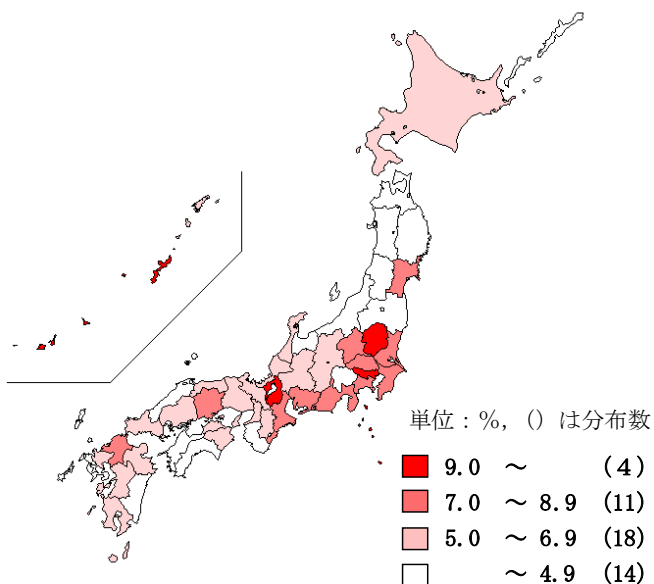 単位：%, () は分布数
9.0 ～ (4)
7.0 ～ 8.9 (11)
5.0 ～ 6.9 (18)
～ 4.9 (14)